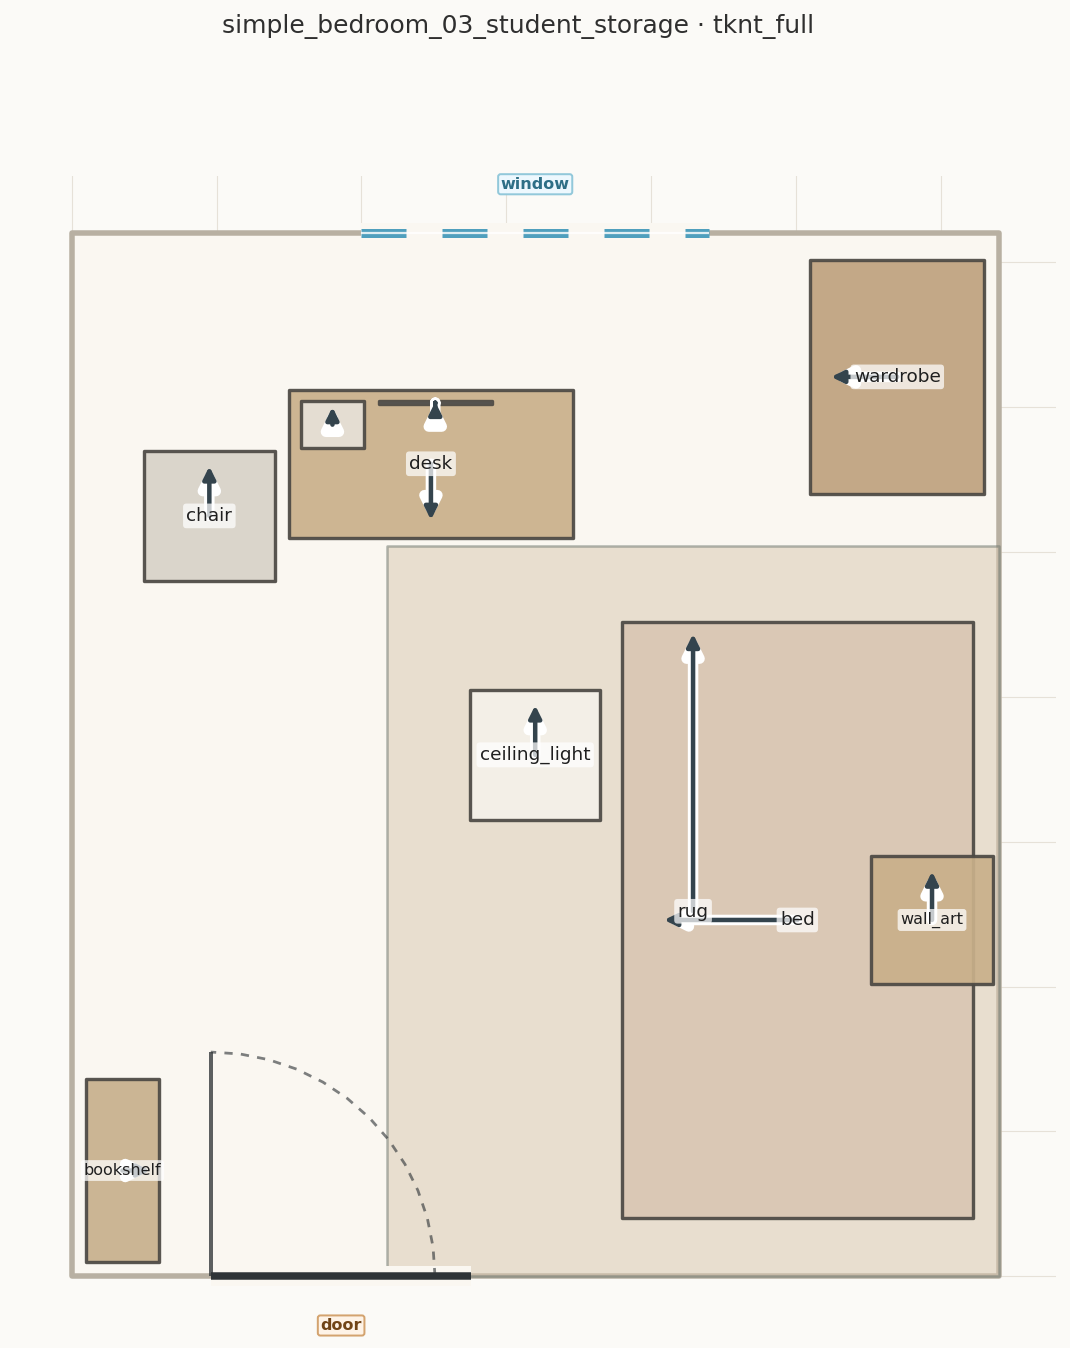 simple_bedroom_03_student_storage · tknt_full
window
wardrobe
desk
chair
ceiling_light
rug
bed
wall_art
bookshelf
door